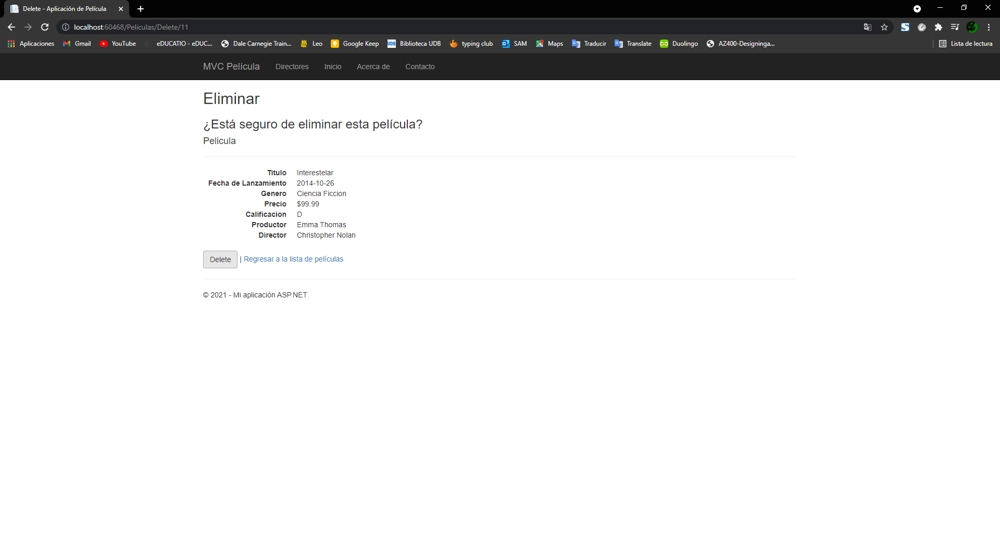 Delete - Aplicación de Película
localhost:60468/Peliculas/Delete/11
Aplicaciones Gmail YouTube eDUCATIO - eDUC... Dale Carnegie Train... Leo Google Keep UDB Biblioteca UDB typing club SAM Maps Traducir Translate Duolingo AZ400-Designinga... Lista de lectura
MVC Película Directores Inicio Acerca de Contacto
Eliminar
¿Está seguro de eliminar esta película?
Pelicula
Titulo Interestelar
Fecha de Lanzamiento 2014-10-26
Genero Ciencia Ficcion
Precio $99.99
Calificacion D
Productor Emma Thomas
Director Christopher Nolan
Delete | Regresar a la lista de películas
© 2021 - Mi aplicación ASP.NET